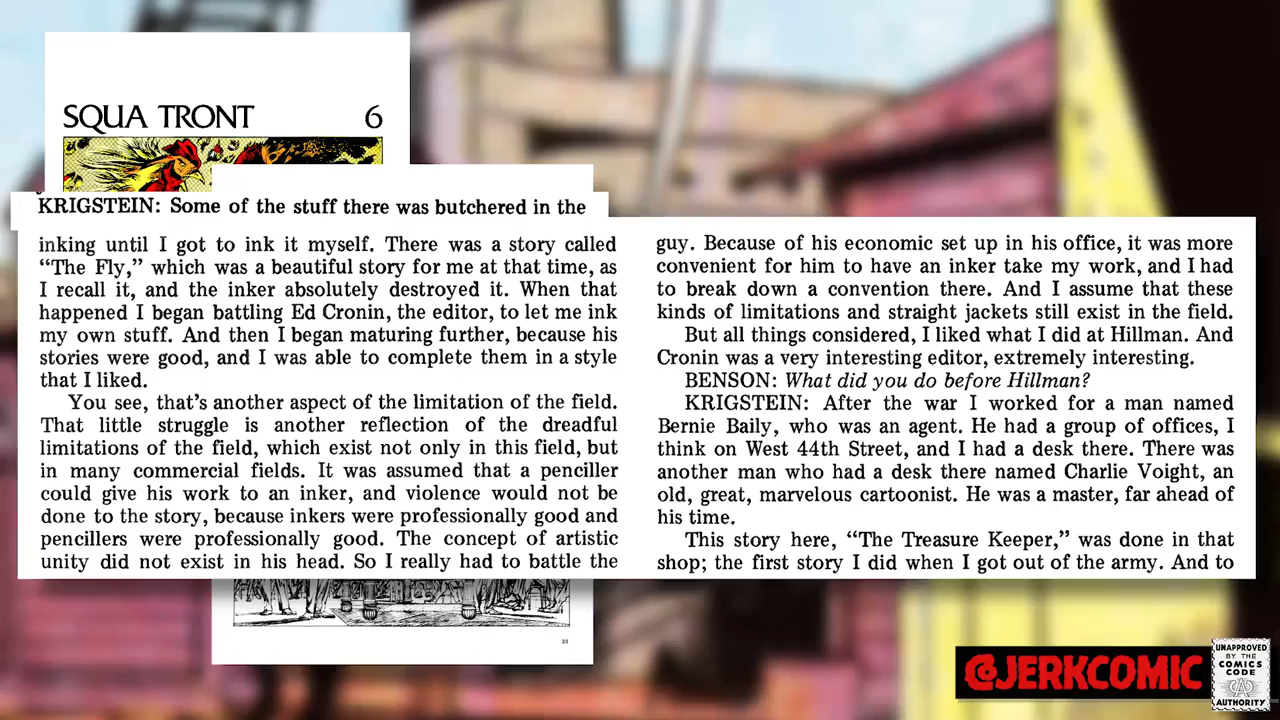 SQUA TRONT 6
KRIGSTEIN: Some of the stuff there was butchered in the
inking until I got to ink it myself. There was a story called
“The Fly,” which was a beautiful story for me at that time, as
I recall it, and the inker absolutely destroyed it. When that
happened I began battling Ed Cronin, the editor, to let me ink
my own stuff. And then I began maturing further, because his
stories were good, and I was able to complete them in a style
that I liked.
You see, that’s another aspect of the limitation of the field.
That little struggle is another reflection of the dreadful
limitations of the field, which exist not only in this field, but
in many commercial fields. It was assumed that a penciller
could give his work to an inker, and violence would not be
done to the story, because inkers were professionally good and
pencillers were professionally good. The concept of artistic
unity did not exist in his head. So I really had to battle the
guy. Because of his economic set up in his office, it was more
convenient for him to have an inker take my work, and I had
to break down a convention there. And I assume that these
kinds of limitations and straight jackets still exist in the field.
But all things considered, I liked what I did at Hillman. And
Cronin was a very interesting editor, extremely interesting.
BENSON: What did you do before Hillman?
KRIGSTEIN: After the war I worked for a man named
Bernie Baily, who was an agent. He had a group of offices, I
think on West 44th Street, and I had a desk there. There was
another man who had a desk there named Charlie Voight, an
old, great, marvelous cartoonist. He was a master, far ahead of
his time.
This story here, “The Treasure Keeper,” was done in that
shop; the first story I did when I got out of the army. And to
23
@JERKCOMIC
UNAPPROVED
BY THE
COMICS
CODE
AUTHORITY